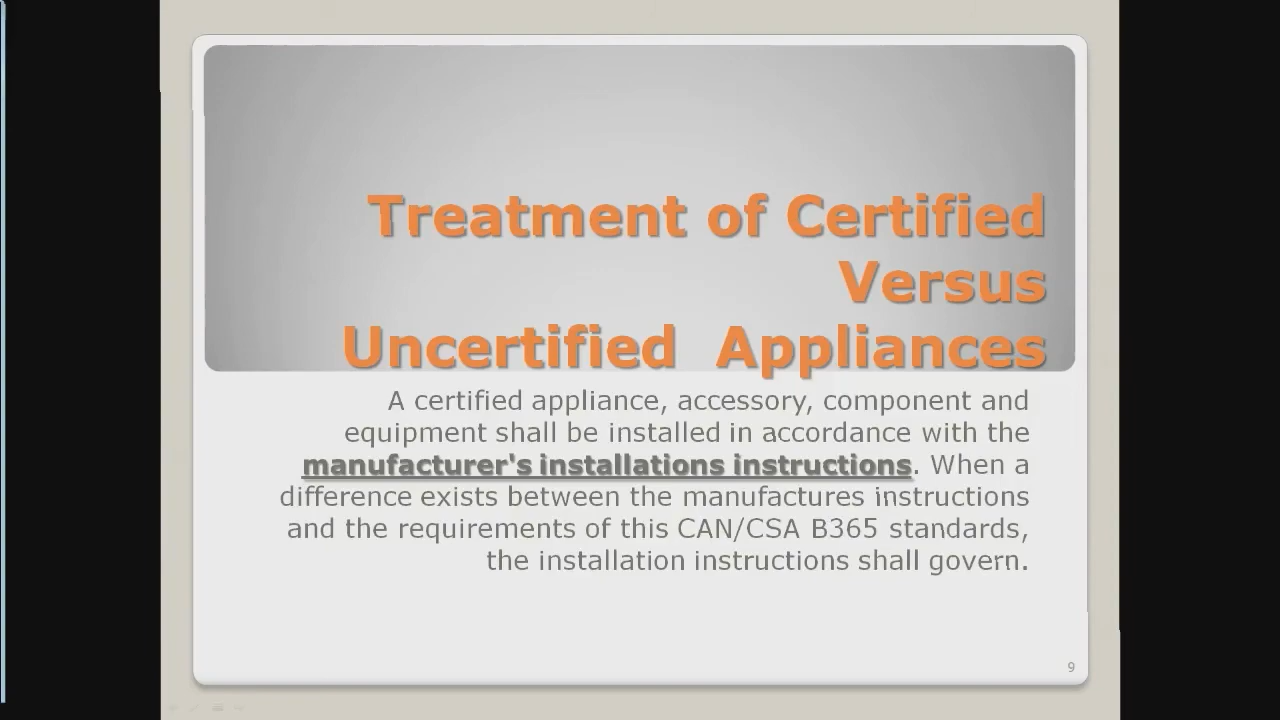 Treatment of Certified
Versus
Uncertified Appliances
A certified appliance, accessory, component and
equipment shall be installed in accordance with the
manufacturer's installations instructions. When a
difference exists between the manufactures instructions
and the requirements of this CAN/CSA B365 standards,
the installation instructions shall govern.
9